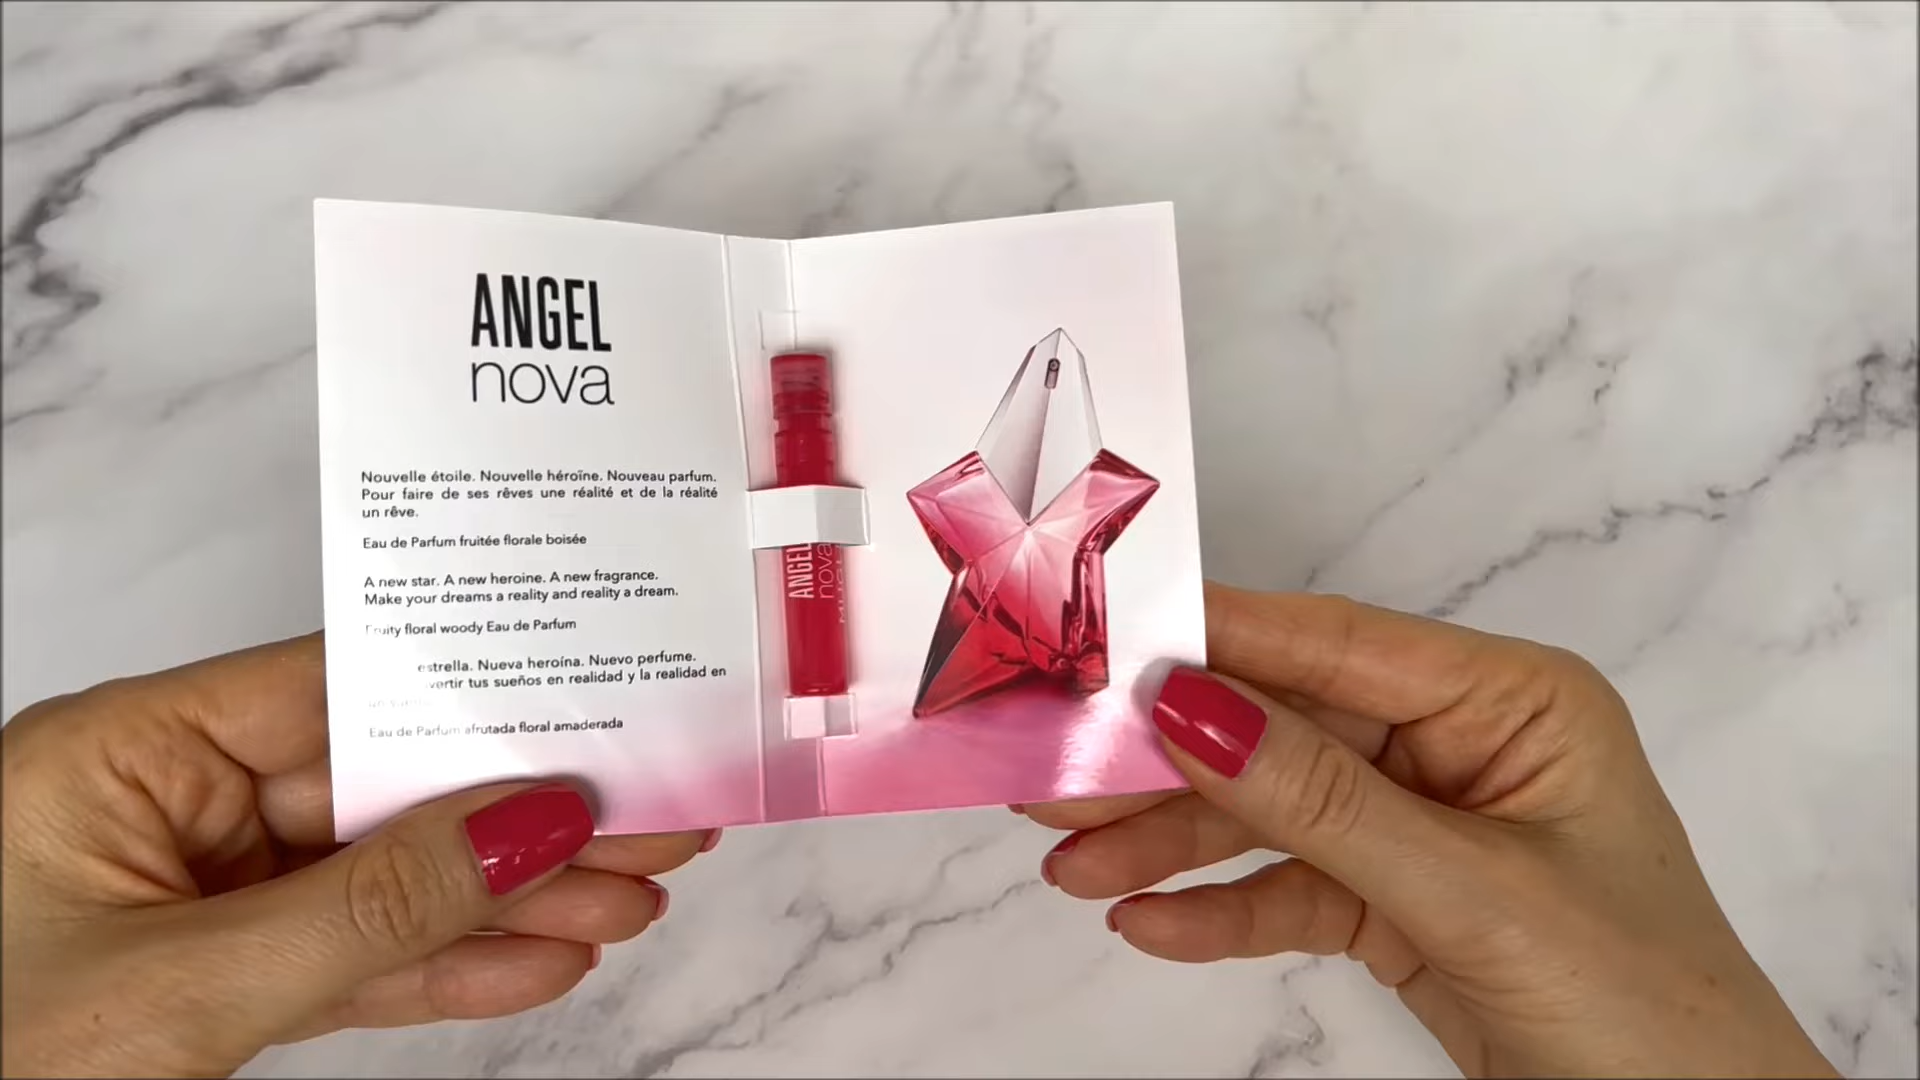 ANGEL
nova
Nouvelle étoile. Nouvelle héroïne. Nouveau parfum.
Pour faire de ses rêves une réalité et de la réalité
un rêve.
Eau de Parfum fruitée florale boisée
A new star. A new heroine. A new fragrance.
Make your dreams a reality and reality a dream.
Fruity floral woody Eau de Parfum
estrella. Nueva heroína. Nuevo perfume.
tus sueños en realidad y la realidad en
un
Eau de Parfum afrutada floral amaderada
ANGEL
nova